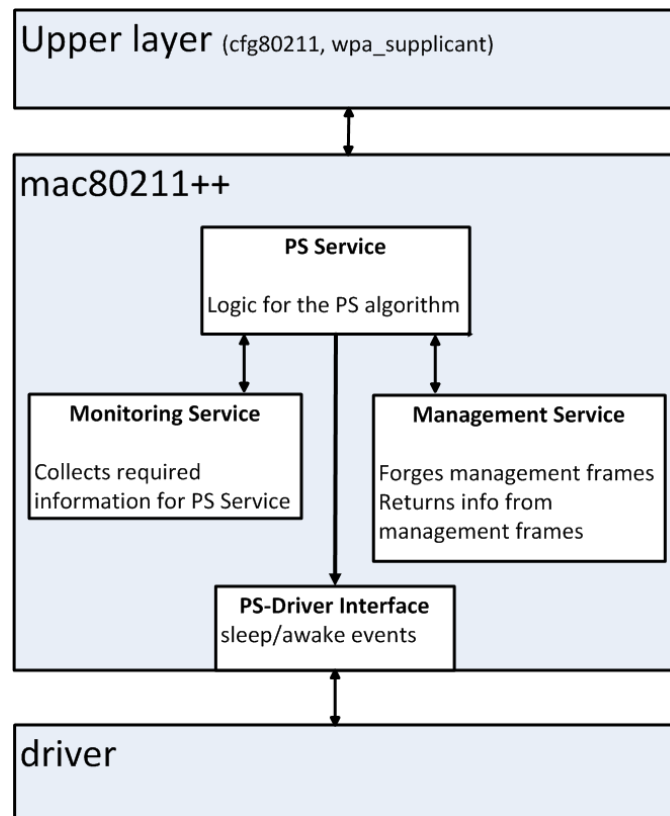 Upper layer (cfg80211, wpa_supplicant)
mac80211++
PS Service
Logic for the PS algorithm
Monitoring Service
Collects required
information for PS Service
Management Service
Forges management frames
Returns info from
management frames
PS-Driver Interface
sleep/awake events
driver